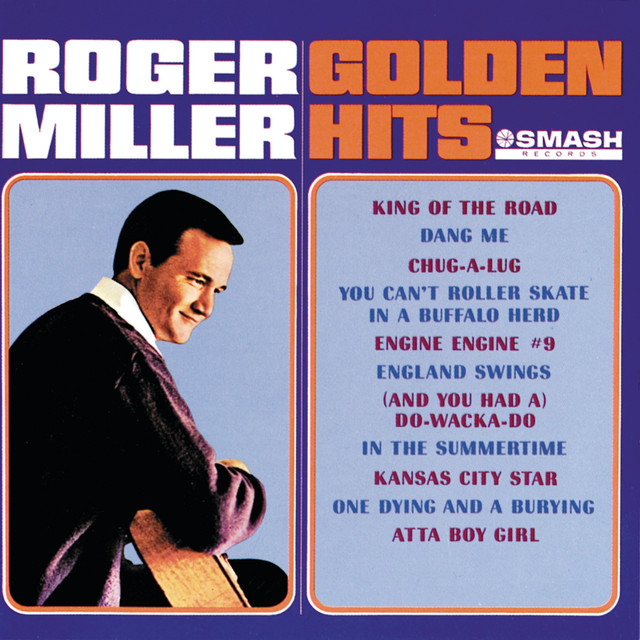 ROGER
MILLER
GOLDEN
HITS
SMASH
RECORDS
KING OF THE ROAD
DANG ME
CHUG-A-LUG
YOU CAN'T ROLLER SKATE
IN A BUFFALO HERD
ENGINE ENGINE #9
ENGLAND SWINGS
(AND YOU HAD A)
DO-WACKA-DO
IN THE SUMMERTIME
KANSAS CITY STAR
ONE DYING AND A BURYING
ATTA BOY GIRL